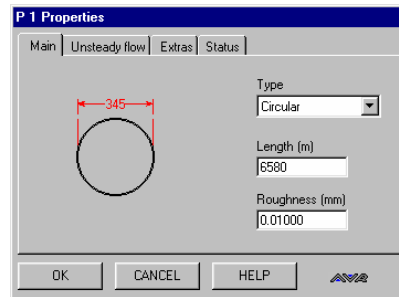 P 1 Properties
Main Unsteady flow Extras Status
345
Type
Circular
Length (m)
6580
Roughness (mm)
0.01000
OK CANCEL HELP